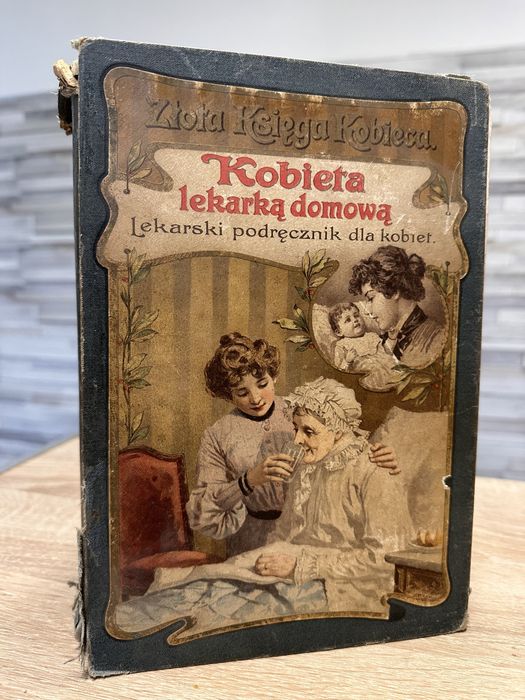 Złota Księga Kobieca.
Kobieta
lekarką domową
Lekarski podręcznik dla kobiet.